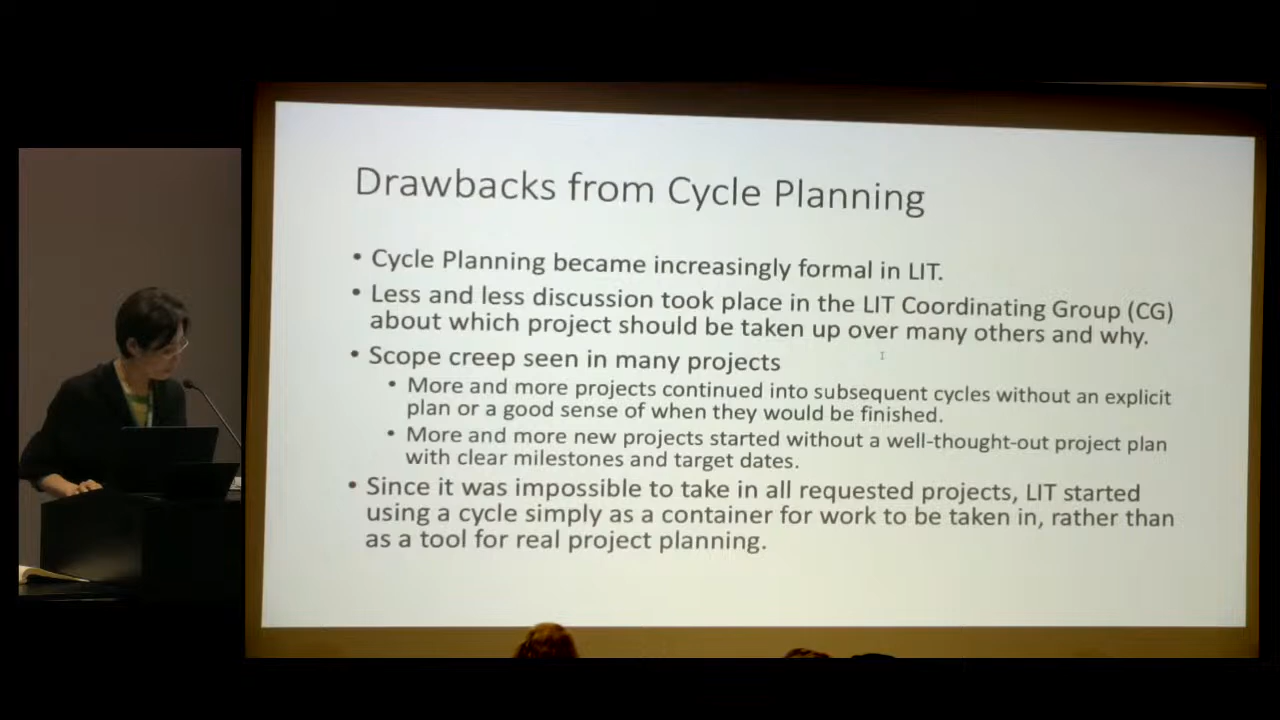 Drawbacks from Cycle Planning
• Cycle Planning became increasingly formal in LIT.
• Less and less discussion took place in the LIT Coordinating Group (CG)
about which project should be taken up over many others and why.
• Scope creep seen in many projects
• More and more projects continued into subsequent cycles without an explicit
plan or a good sense of when they would be finished.
• More and more new projects started without a well-thought-out project plan
with clear milestones and target dates.
• Since it was impossible to take in all requested projects, LIT started
using a cycle simply as a container for work to be taken in, rather than
as a tool for real project planning.